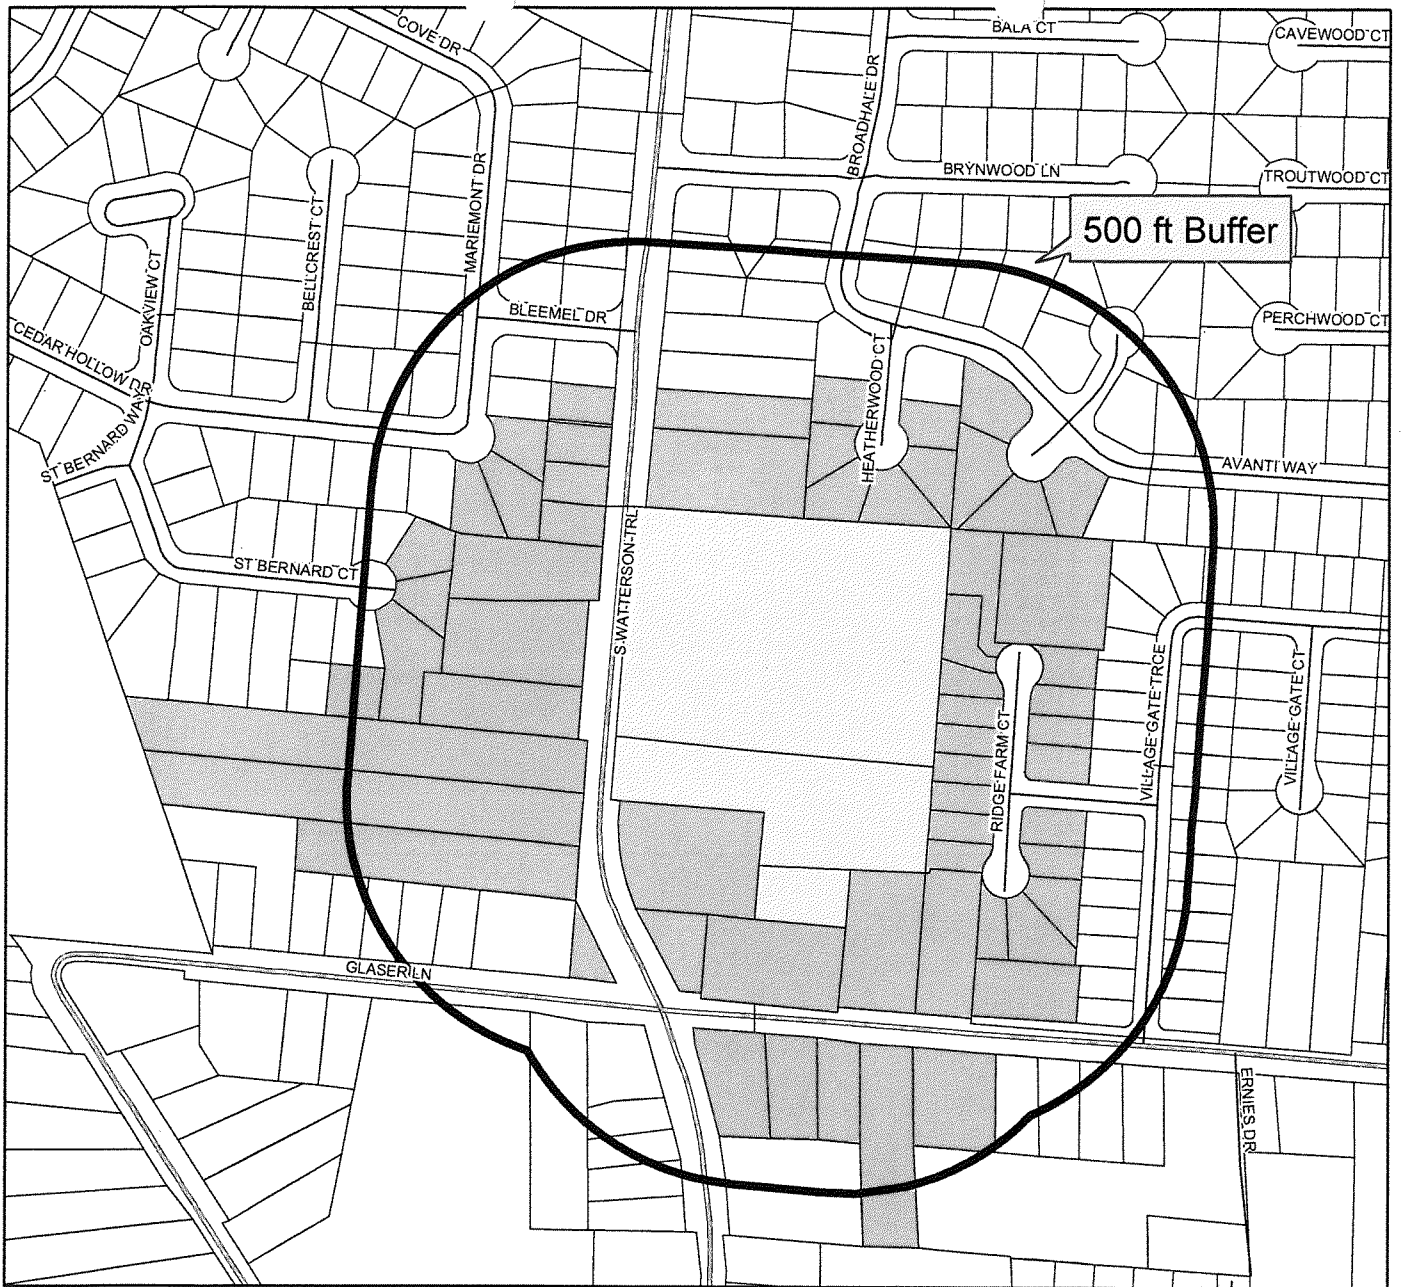 COVE DR
BALA CT
CAVEWOOD CT
BROADHALE DR
MARIEMONT DR
BRYNWOOD LN
TROUTWOOD CT
BELLCREST CT
500 ft Buffer
OAKVIEW CT
BLEEMEL DR
PERCHWOOD CT
CEDAR HOLLOW DR
HEATHERWOOD CT
ST BERNARD WAY
AVANTI WAY
S WATTERSON TRL
ST BERNARD CT
VILLAGE GATE TRCE
VILLAGE GATE CT
RIDGE FARM CT
GLASER LN
ERNIES DR